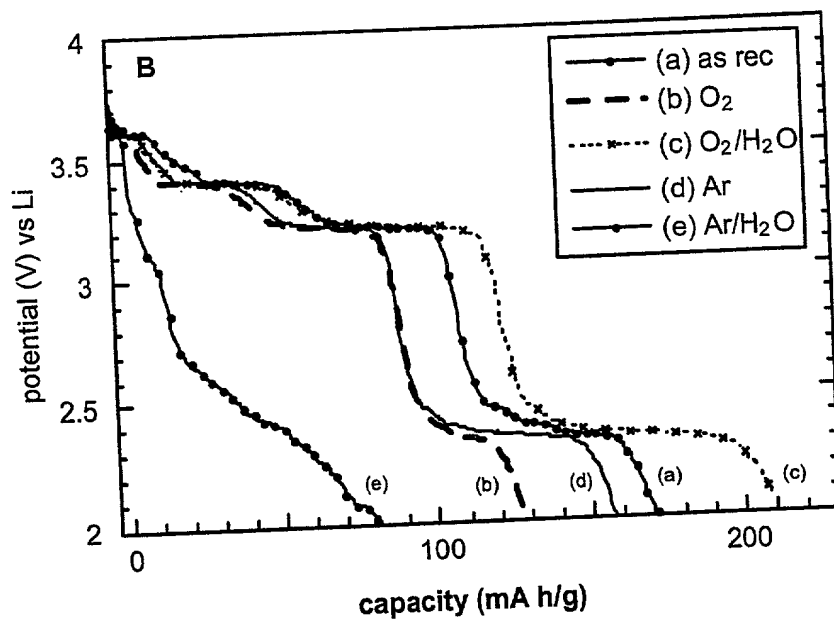 B
(a) as rec
(b) O₂
(c) O₂/H₂O
(d) Ar
(e) Ar/H₂O
4
3.5
3
2.5
2
potential (V) vs Li
(e)
(b)
(d)
(a)
(c)
0
100
200
capacity (mA h/g)